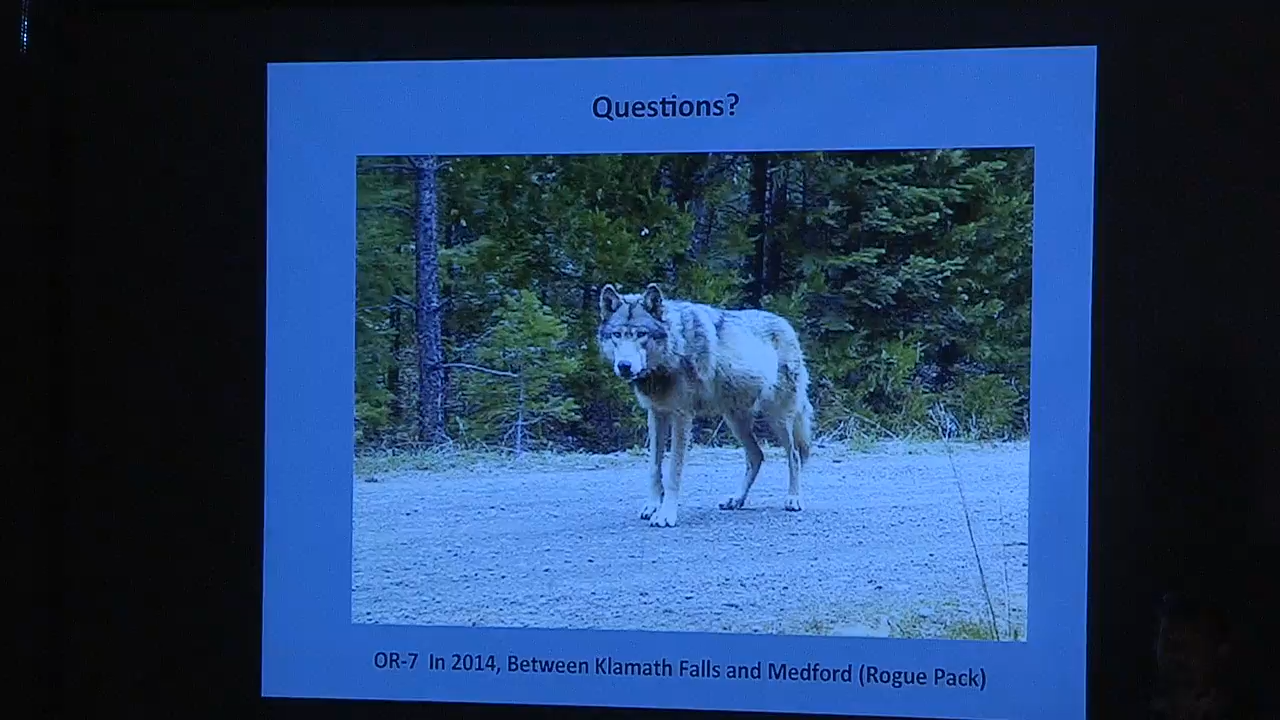 Questions?
OR-7 In 2014, Between Klamath Falls and Medford (Rogue Pack)